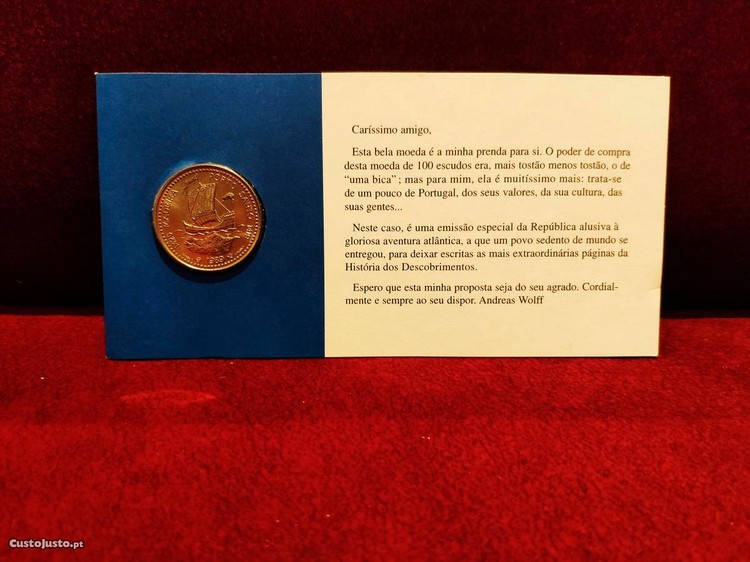 1989
Caríssimo amigo,
Esta bela moeda é a minha prenda para si. O poder de compra
desta moeda de 100 escudos era, mais tostão menos tostão, o de
“uma bica”; mas para mim, ela é muitíssimo mais: trata-se
de um pouco de Portugal, dos seus valores, da sua cultura, das
suas gentes...
Neste caso, é uma emissão especial da República alusiva à
gloriosa aventura atlântica, a que um povo sedento de mundo se
entregou, para deixar escritas as mais extraordinárias páginas da
História dos Descobrimentos.
Espero que esta minha proposta seja do seu agrado. Cordial-
mente e sempre ao seu dispor. Andreas Wolff
CustoJusto.pt